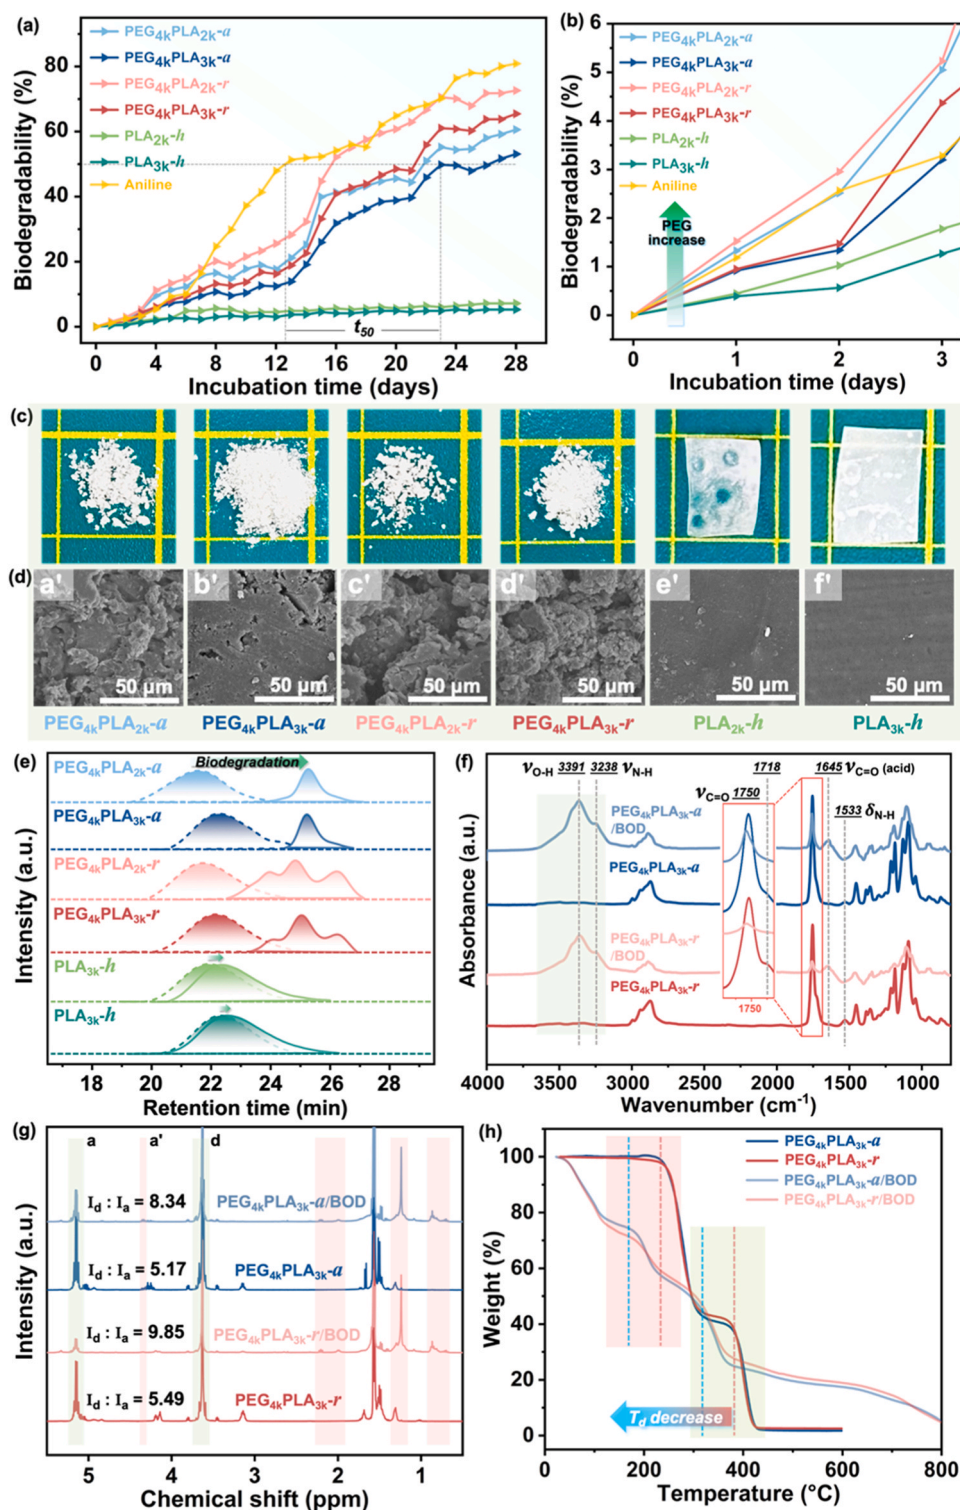 (a)
PEG4kPLA2k-a
PEG4kPLA3k-a
PEG4kPLA2k-r
PEG4kPLA3k-r
PLA2k-h
PLA3k-h
Aniline
t50
Biodegradability (%)
80
60
40
20
0
0 4 8 12 16 20 24 28
Incubation time (days)
(b)
PEG4kPLA2k-a
PEG4kPLA3k-a
PEG4kPLA2k-r
PEG4kPLA3k-r
PLA2k-h
PLA3k-h
Aniline
PEG
increase
Biodegradability (%)
6
5
4
3
2
1
0
0 1 2 3
Incubation time (days)
(c)
(d)
a' b' c' d' e' f'
50 μm 50 μm 50 μm 50 μm 50 μm 50 μm
PEG4kPLA2k-a PEG4kPLA3k-a PEG4kPLA2k-r PEG4kPLA3k-r PLA2k-h PLA3k-h
(e)
Biodegradation
PEG4kPLA2k-a
PEG4kPLA3k-a
PEG4kPLA2k-r
PEG4kPLA3k-r
PLA3k-h
PLA3k-h
Intensity (a.u.)
18 20 22 24 26 28
Retention time (min)
(f)
νO-H 3391 3238 νN-H
1718
1645 νC=O (acid)
νC=O 1750
1533 δN-H
PEG4kPLA3k-a
/BOD
PEG4kPLA3k-a
PEG4kPLA3k-r
/BOD
PEG4kPLA3k-r
1750
Absorbance (a.u.)
4000 3500 3000 2500 2000 1500 1000
Wavenumber (cm-1)
(g)
a a' d
Id : Ia = 8.34
PEG4kPLA3k-a/BOD
Id : Ia = 5.17
PEG4kPLA3k-a
Id : Ia = 9.85
PEG4kPLA3k-r/BOD
Id : Ia = 5.49
PEG4kPLA3k-r
Intensity (a.u.)
5 4 3 2 1
Chemical shift (ppm)
(h)
PEG4kPLA3k-a
PEG4kPLA3k-r
PEG4kPLA3k-a/BOD
PEG4kPLA3k-r/BOD
Td decrease
Weight (%)
100
80
60
40
20
0
0 200 400 600 800
Temperature (°C)